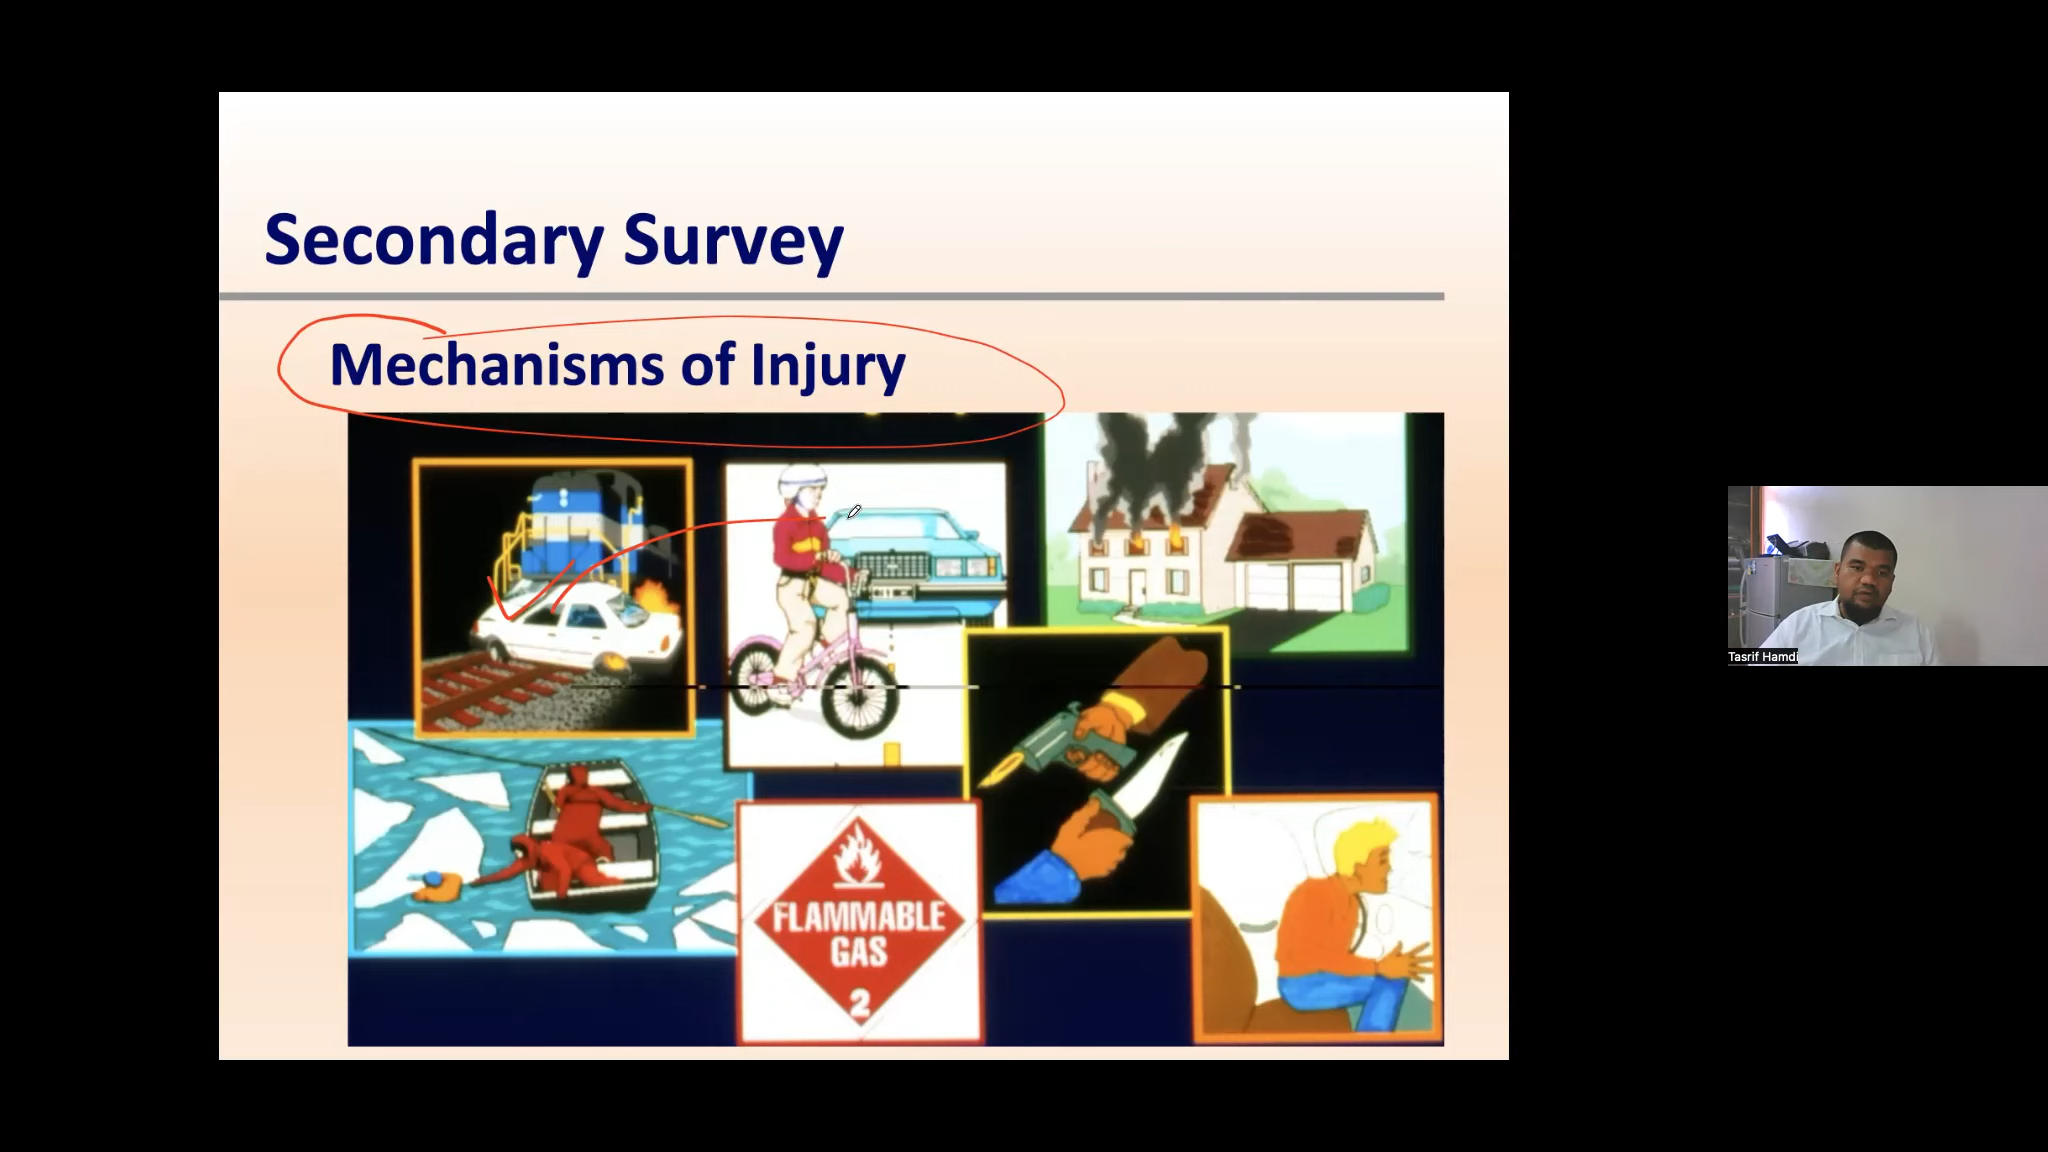 Secondary Survey
Mechanisms of Injury
FLAMMABLE
GAS
2
Tasrif Hamdi